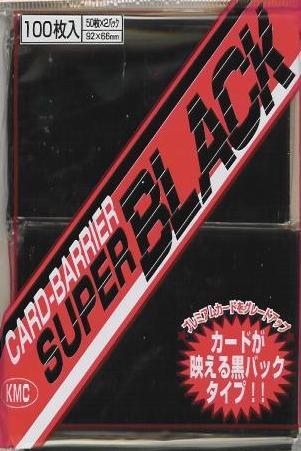 100枚入
50枚×2パック
92×66mm
CARD-BARRIER
SUPER BLACK
プレミアムカードをグレードアップ
カードが
映える黒バック
タイプ!!
KMC